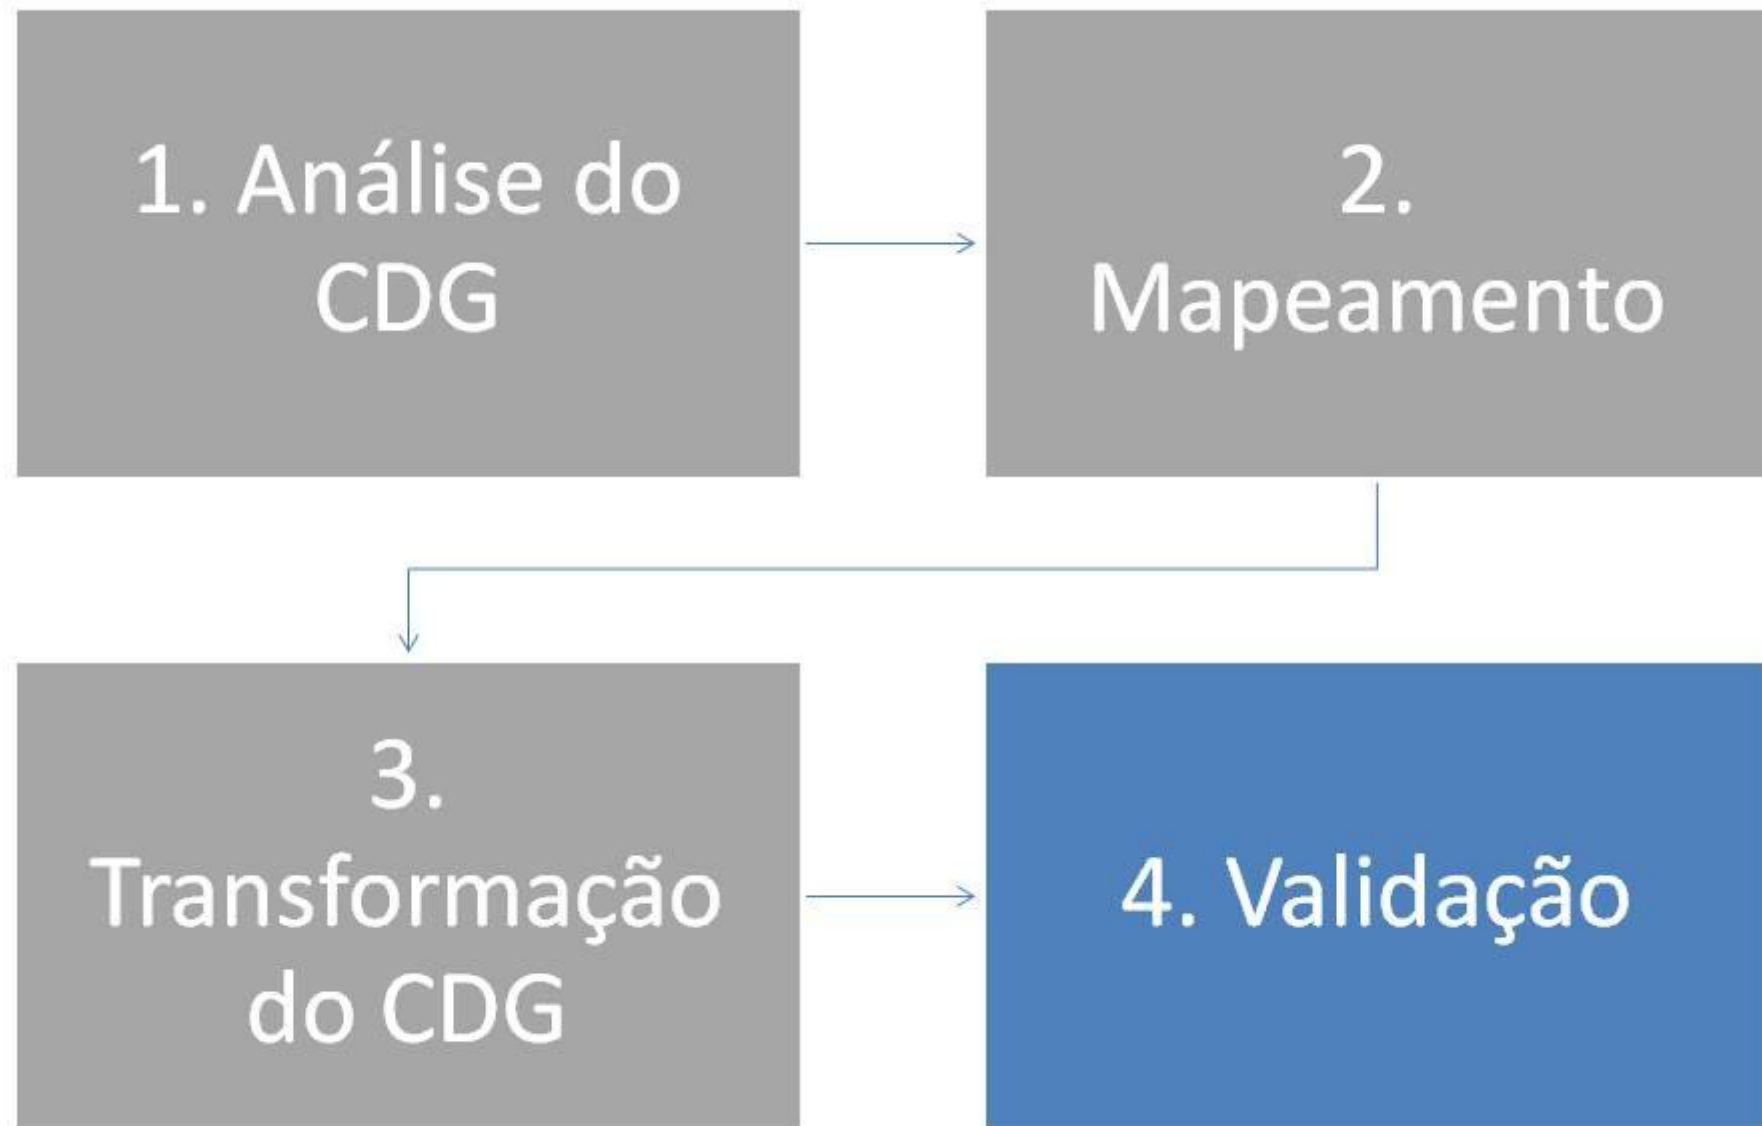 1. Análise do
CDG
2.
Mapeamento
3.
Transformação
do CDG
4. Validação